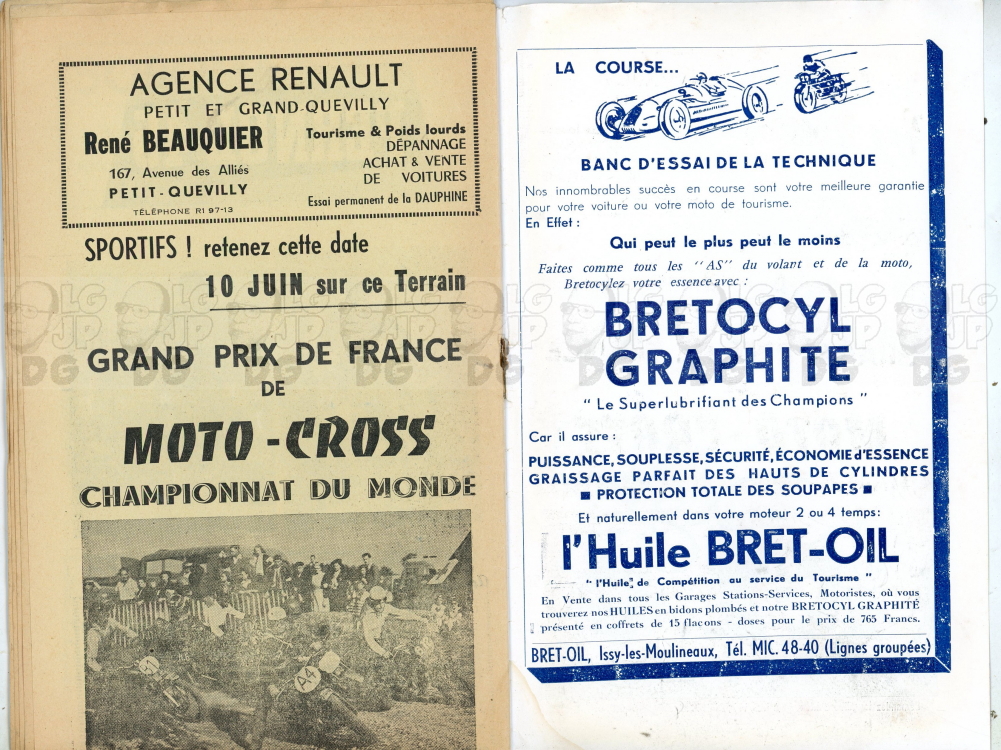 AGENCE RENAULT
PETIT ET GRAND-QUEVILLY
René BEAUQUIER
167, Avenue des Alliés
PETIT-QUEVILLY
TÉLÉPHONE RI 97-13
Tourisme & Poids lourds
DÉPANNAGE
ACHAT & VENTE
DE VOITURES
Essai permanent de la DAUPHINE
SPORTIFS ! retenez cette date
10 JUIN sur ce Terrain
GRAND PRIX DE FRANCE
DE
MOTO-CROSS
CHAMPIONNAT DU MONDE
A4
LA COURSE...
2
BANC D'ESSAI DE LA TECHNIQUE
Nos innombrables succès en course sont votre meilleure garantie
pour votre voiture ou votre moto de tourisme.
En Effet :
Qui peut le plus peut le moins
Faites comme tous les "AS" du volant et de la moto,
Bretocylez votre essence avec :
BRETOCYL
GRAPHITE
" Le Superlubrifiant des Champions "
Car il assure :
PUISSANCE, SOUPLESSE, SÉCURITÉ, ÉCONOMIE d'ESSENCE
GRAISSAGE PARFAIT DES HAUTS DE CYLINDRES
■ PROTECTION TOTALE DES SOUPAPES ■
Et naturellement dans votre moteur 2 ou 4 temps :
l'Huile BRET-OIL
" l'Huile de Compétition au service du Tourisme "
En Vente dans tous les Garages Stations-Services, Motoristes, où vous
trouverez nos HUILES en bidons plombés et notre BRETOCYL GRAPHITÉ
présenté en coffrets de 15 flacons - doses pour le prix de 765 Francs.
BRET-OIL, Issy-les-Moulineaux, Tél. MIC. 48-40 (Lignes groupées)
LG
JP
DG